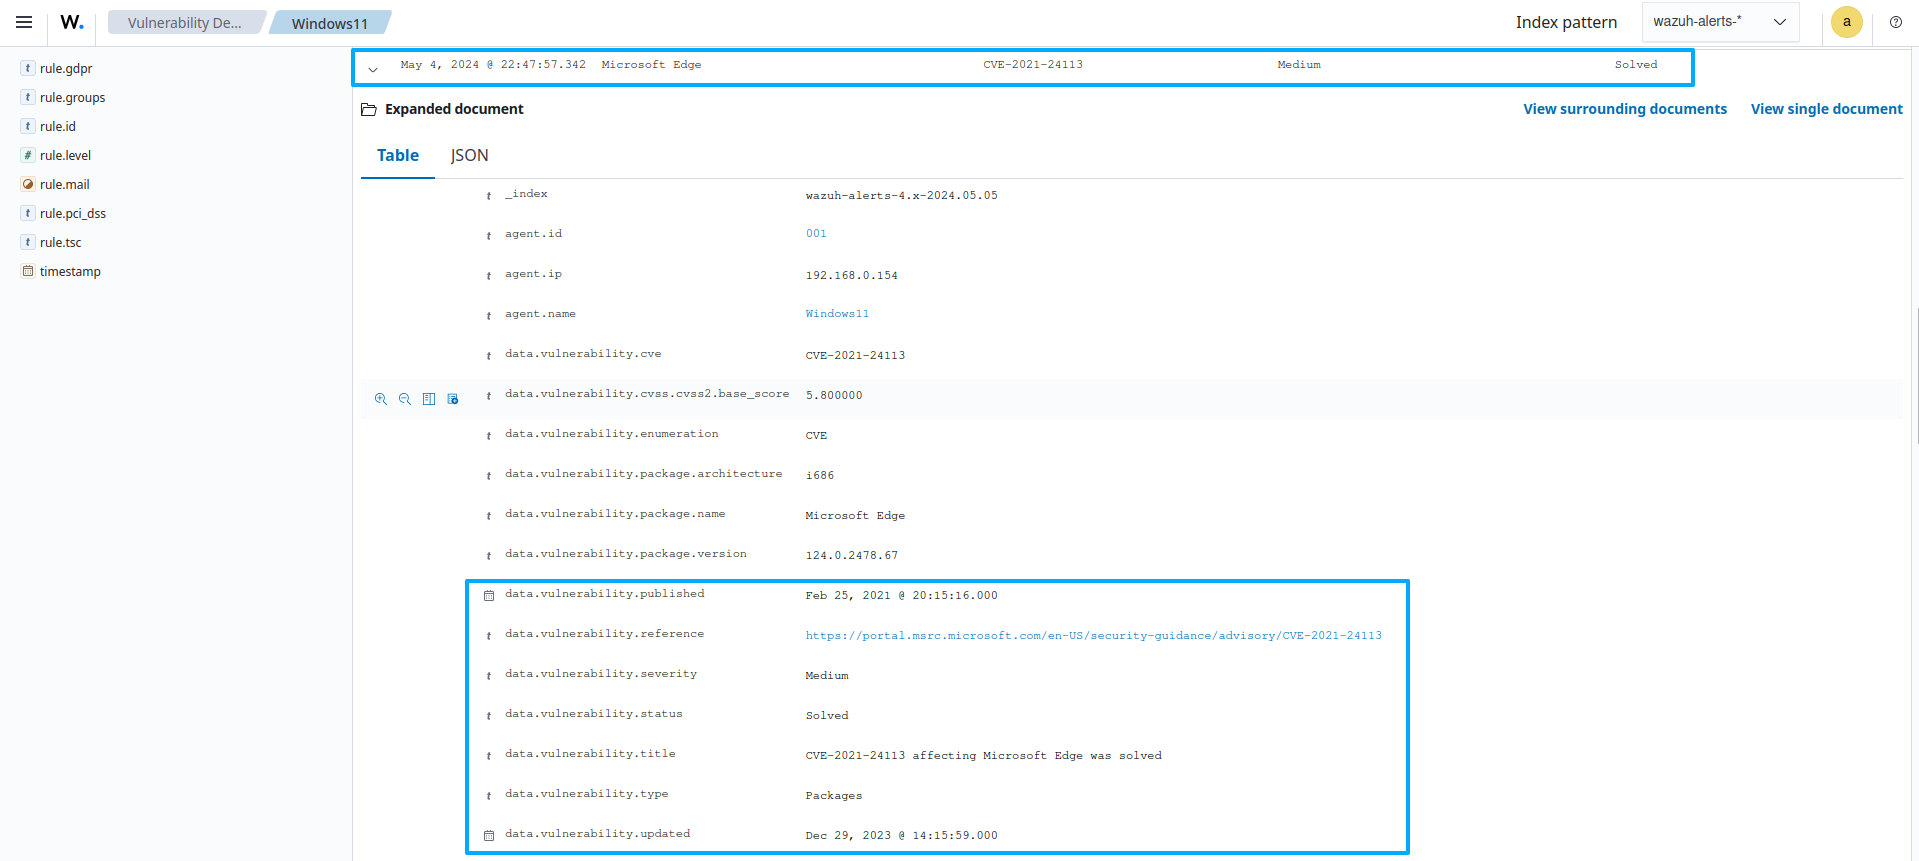 W. Vulnerability De... Windows11 Index pattern wazuh-alerts-* a
t rule.gdpr
t rule.groups
t rule.id
# rule.level
rule.mail
t rule.pci_dss
t rule.tsc
timestamp
May 4, 2024 @ 22:47:57.342 Microsoft Edge CVE-2021-24113 Medium Solved
Expanded document View surrounding documents View single document
Table JSON
t _index wazuh-alerts-4.x-2024.05.05
t agent.id 001
t agent.ip 192.168.0.154
t agent.name Windows11
t data.vulnerability.cve CVE-2021-24113
t data.vulnerability.cvss.cvss2.base_score 5.800000
t data.vulnerability.enumeration CVE
t data.vulnerability.package.architecture i686
t data.vulnerability.package.name Microsoft Edge
t data.vulnerability.package.version 124.0.2478.67
data.vulnerability.published Feb 25, 2021 @ 20:15:16.000
t data.vulnerability.reference https://portal.msrc.microsoft.com/en-US/security-guidance/advisory/CVE-2021-24113
t data.vulnerability.severity Medium
t data.vulnerability.status Solved
t data.vulnerability.title CVE-2021-24113 affecting Microsoft Edge was solved
t data.vulnerability.type Packages
data.vulnerability.updated Dec 29, 2023 @ 14:15:59.000